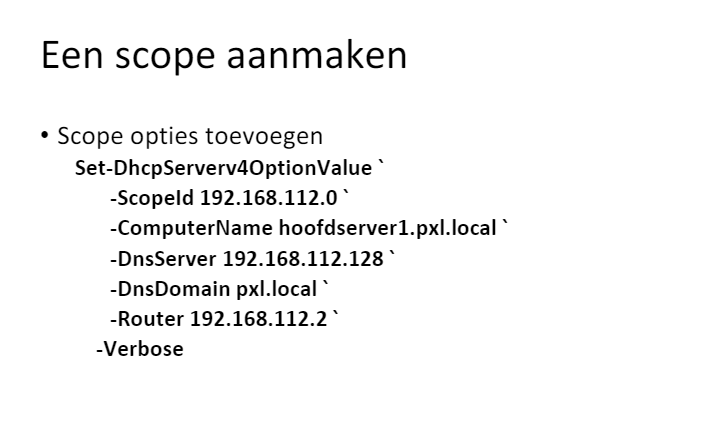 Een scope aanmaken
• Scope opties toevoegen
Set-DhcpServerv4OptionValue `
-ScopeId 192.168.112.0 `
-ComputerName hoofdserver1.pxl.local `
-DnsServer 192.168.112.128 `
-DnsDomain pxl.local `
-Router 192.168.112.2 `
-Verbose